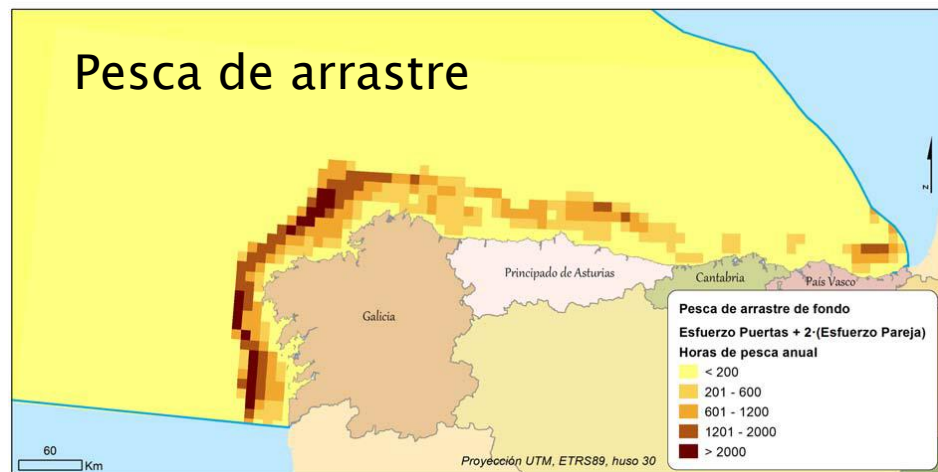 Pesca de arrastre
Galicia
Principado de Asturias
Cantabria
País Vasco
Pesca de arrastre de fondo
Esfuerzo Puertas + 2·(Esfuerzo Pareja)
Horas de pesca anual
< 200
201 - 600
601 - 1200
1201 - 2000
> 2000
N
60
Km
Proyección UTM, ETRS89, huso 30